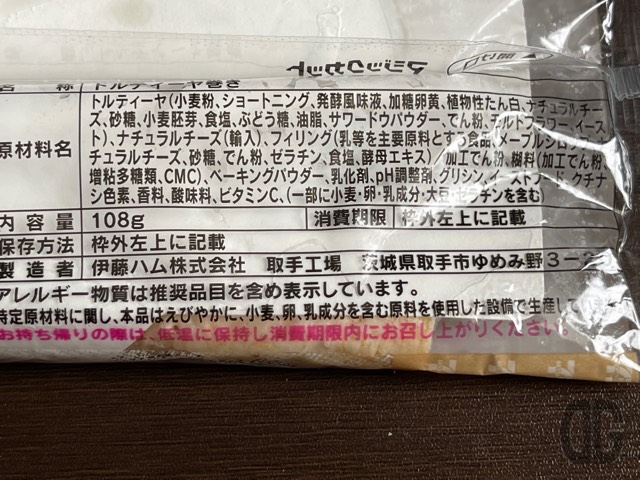 クラシックセット
開け口
名 称 トルティーヤ巻き
原材料名
トルティーヤ(小麦粉、ショートニング、発酵風味液、加糖卵黄、植物性たん白、ナチュラルチー
ズ、砂糖、小麦胚芽、食塩、ぶどう糖、油脂、サワードウパウダー、でん粉、モルトフラワー、イース
ト)、ナチュラルチーズ(輸入)、フィリング(乳等を主要原料とする食品、メープルシロップ
チュラルチーズ、砂糖、でん粉、ゼラチン、食塩、酵母エキス)/加工でん粉、糊料(加工でん粉、
増粘多糖類、CMC)、ベーキングパウダー、乳化剤、pH調整剤、グリシン、イーストフード、クチナ
シ色素、香料、酸味料、ビタミンC、(一部に小麦・卵・乳成分・大豆・ゼラチンを含む)
内容量 108g 消費期限 枠外左上に記載
保存方法 枠外左上に記載
製造者 伊藤ハム株式会社 取手工場 茨城県取手市ゆめみ野3-2
アレルギー物質は推奨品目を含め表示しています。
特定原材料に関し、本品はえびやかに、小麦、卵、乳成分を含む原料を使用した設備で生産して
お持ち帰りの際は、低温に保持し消費期限内にお召し上がりください。